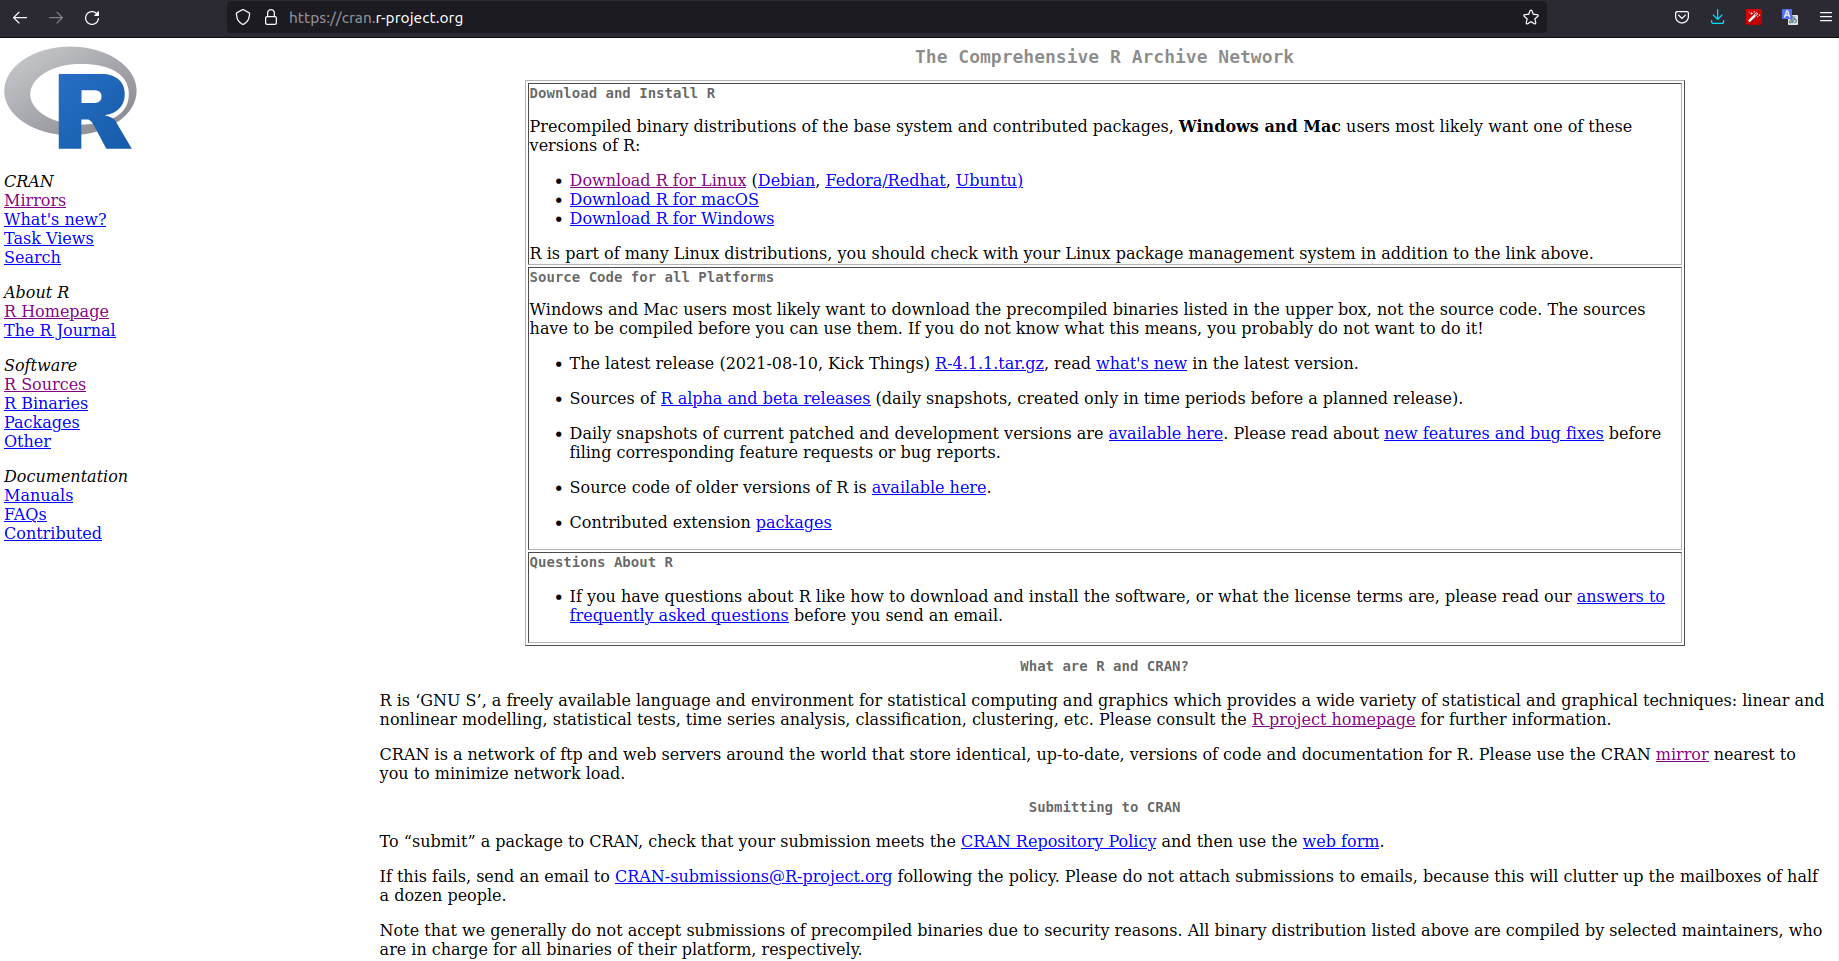 https://cran.r-project.org
R
CRAN
Mirrors
What's new?
Task Views
Search
About R
R Homepage
The R Journal
Software
R Sources
R Binaries
Packages
Other
Documentation
Manuals
FAQs
Contributed
The Comprehensive R Archive Network
Download and Install R
Precompiled binary distributions of the base system and contributed packages, Windows and Mac users most likely want one of these
versions of R:
• Download R for Linux (Debian, Fedora/Redhat, Ubuntu)
• Download R for macOS
• Download R for Windows
R is part of many Linux distributions, you should check with your Linux package management system in addition to the link above.
Source Code for all Platforms
Windows and Mac users most likely want to download the precompiled binaries listed in the upper box, not the source code. The sources
have to be compiled before you can use them. If you do not know what this means, you probably do not want to do it!
• The latest release (2021-08-10, Kick Things) R-4.1.1.tar.gz, read what's new in the latest version.
• Sources of R alpha and beta releases (daily snapshots, created only in time periods before a planned release).
• Daily snapshots of current patched and development versions are available here. Please read about new features and bug fixes before
filing corresponding feature requests or bug reports.
• Source code of older versions of R is available here.
• Contributed extension packages
Questions About R
• If you have questions about R like how to download and install the software, or what the license terms are, please read our answers to
frequently asked questions before you send an email.
What are R and CRAN?
R is ‘GNU S’, a freely available language and environment for statistical computing and graphics which provides a wide variety of statistical and graphical techniques: linear and
nonlinear modelling, statistical tests, time series analysis, classification, clustering, etc. Please consult the R project homepage for further information.
CRAN is a network of ftp and web servers around the world that store identical, up-to-date, versions of code and documentation for R. Please use the CRAN mirror nearest to
you to minimize network load.
Submitting to CRAN
To “submit” a package to CRAN, check that your submission meets the CRAN Repository Policy and then use the web form.
If this fails, send an email to CRAN-submissions@R-project.org following the policy. Please do not attach submissions to emails, because this will clutter up the mailboxes of half
a dozen people.
Note that we generally do not accept submissions of precompiled binaries due to security reasons. All binary distribution listed above are compiled by selected maintainers, who
are in charge for all binaries of their platform, respectively.